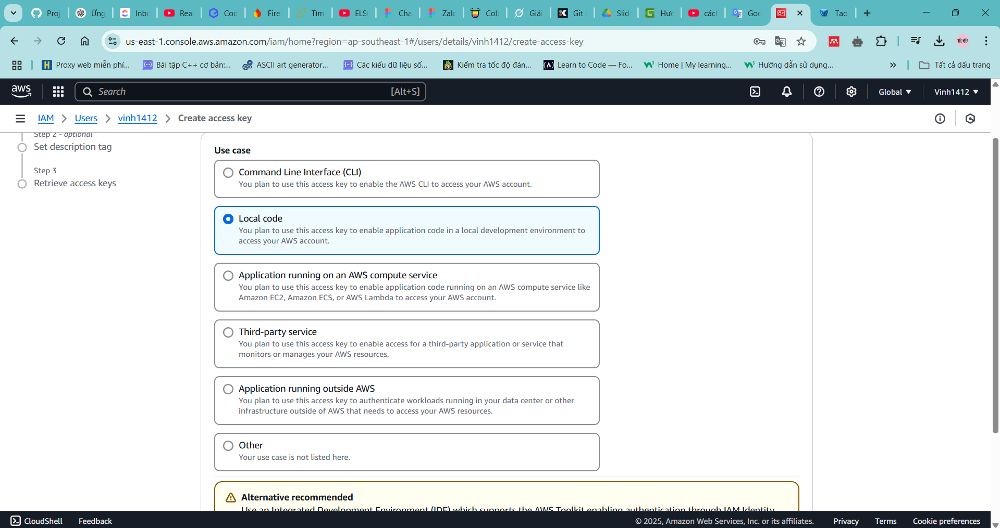 Proj
Ứng
Inbo
Rea
Cod
Fire
Tìm
ELS
Cha
Zalo
Colo
Giải
Git
Slid
Hướ
các
Goo
Tạo
us-east-1.console.aws.amazon.com/iam/home?region=ap-southeast-1#/users/details/vinh1412/create-access-key
Proxy web miễn phí...
Bài tập C++ cơ bản:...
ASCII art generator...
Các kiểu dữ liệu số...
Kiểm tra tốc độ đán...
Learn to Code — Fo...
Home | My learning...
Hướng dẫn sử dụng...
Tất cả dấu trang
aws
Search
[Alt+S]
Global
Vinh1412
IAM
Users
vinh1412
Create access key
Step 2 - optional
Set description tag
Step 3
Retrieve access keys
Use case
Command Line Interface (CLI)
You plan to use this access key to enable the AWS CLI to access your AWS account.
Local code
You plan to use this access key to enable application code in a local development environment to
access your AWS account.
Application running on an AWS compute service
You plan to use this access key to enable application code running on an AWS compute service like
Amazon EC2, Amazon ECS, or AWS Lambda to access your AWS account.
Third-party service
You plan to use this access key to enable access for a third-party application or service that
monitors or manages your AWS resources.
Application running outside AWS
You plan to use this access key to authenticate workloads running in your data center or other
infrastructure outside of AWS that needs to access your AWS resources.
Other
Your use case is not listed here.
Alternative recommended
Use an Integrated Development Environment (IDE) which supports the AWS Toolkit enabling authentication through IAM Identity
CloudShell
Feedback
© 2025, Amazon Web Services, Inc. or its affiliates.
Privacy
Terms
Cookie preferences